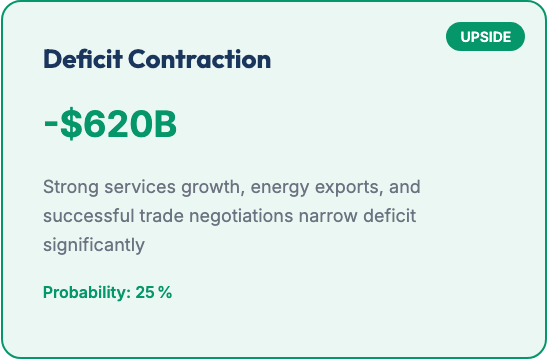 UPSIDE
Deficit Contraction
-$620B
Strong services growth, energy exports, and
successful trade negotiations narrow deficit
significantly
Probability: 25 %